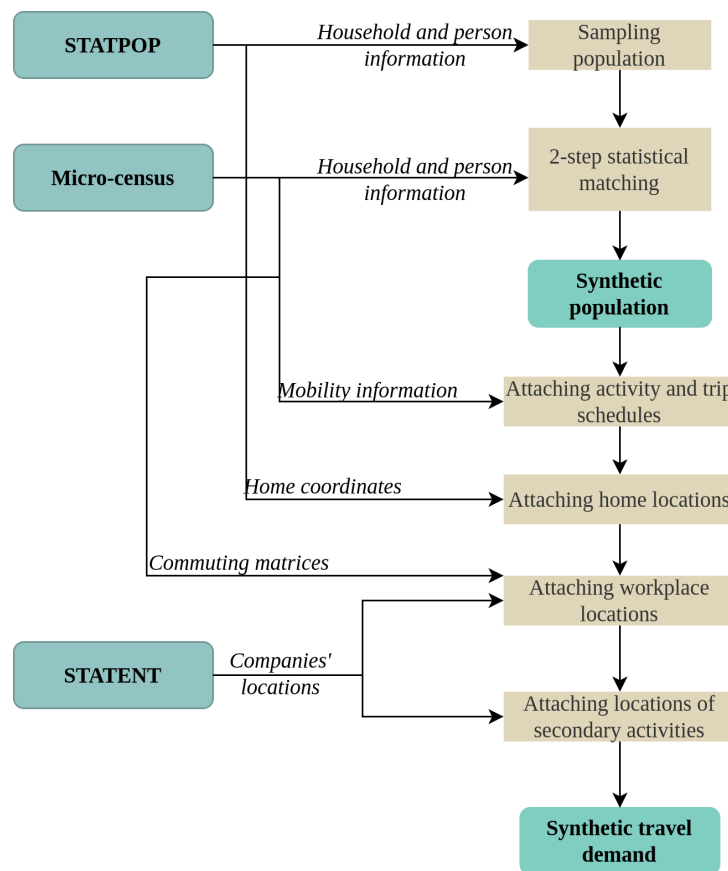 STATPOP
Household and person
information
Sampling
population
Micro-census
Household and person
information
2-step statistical
matching
Synthetic
population
Mobility information
Attaching activity and trip
schedules
Home coordinates
Attaching home locations
Commuting matrices
Attaching workplace
locations
STATENT
Companies'
locations
Attaching locations of
secondary activities
Synthetic travel
demand